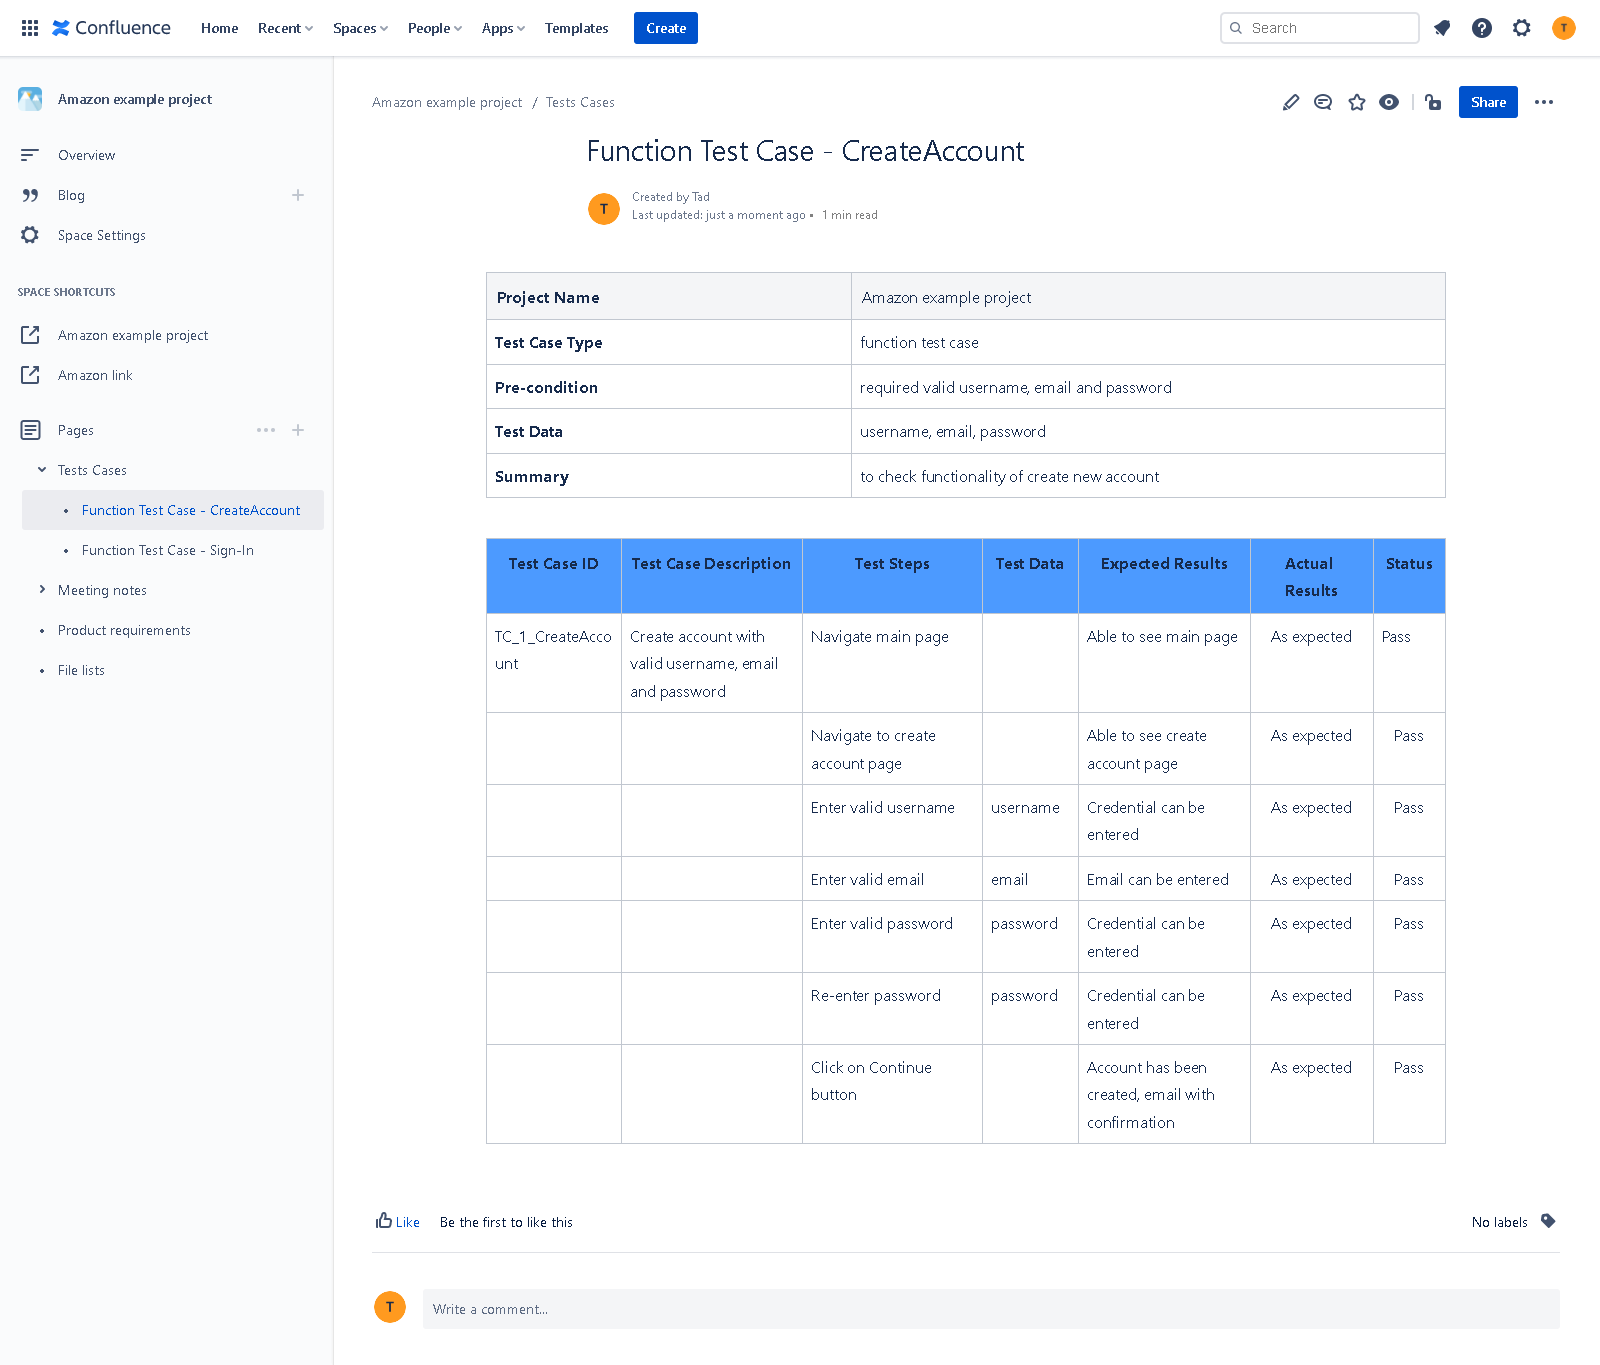 Confluence
Home Recent Spaces People Apps Templates Create
Search
T
Amazon example project
Overview
Blog
Space Settings
SPACE SHORTCUTS
Amazon example project
Amazon link
Pages
Tests Cases
Function Test Case - CreateAccount
Function Test Case - Sign-In
Meeting notes
Product requirements
File lists
Amazon example project / Tests Cases
Share
Function Test Case - CreateAccount
T
Created by Tad
Last updated: just a moment ago • 1 min read
Project Name Amazon example project
Test Case Type function test case
Pre-condition required valid username, email and password
Test Data username, email, password
Summary to check functionality of create new account
Test Case ID Test Case Description Test Steps Test Data Expected Results Actual Status
Results
TC_1_CreateAcco Create account with Navigate main page Able to see main page As expected Pass
unt valid username, email
and password
Navigate to create Able to see create As expected Pass
account page account page
Enter valid username username Credential can be As expected Pass
entered
Enter valid email email Email can be entered As expected Pass
Enter valid password password Credential can be As expected Pass
entered
Re-enter password password Credential can be As expected Pass
entered
Click on Continue Account has been As expected Pass
button created, email with
confirmation
Like Be the first to like this No labels
T
Write a comment...